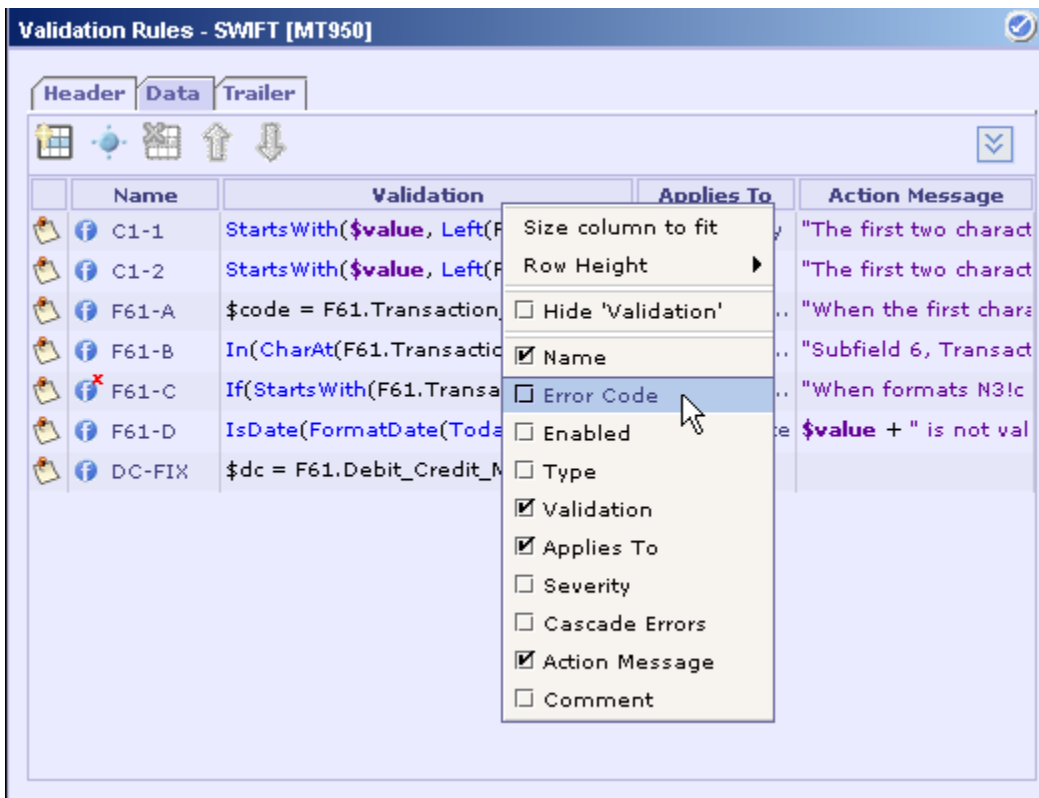 Validation Rules - SWIFT [MT950]
Header Data Trailer
Name Validation Applies To Action Message
C1-1 StartsWith($value, Left(F y "The first two charact
C1-2 StartsWith($value, Left(F "The first two charact
F61-A $code = F61.Transaction_ .. "When the first chara
F61-B In(CharAt(F61.Transactic .. "Subfield 6, Transact
F61-C If(StartsWith(F61.Transa .. "When formats N3!c
F61-D IsDate(FormatDate(Toda te $value + " is not val
DC-FIX $dc = F61.Debit_Credit_M
Size column to fit
Row Height
Hide 'Validation'
Name
Error Code
Enabled
Type
Validation
Applies To
Severity
Cascade Errors
Action Message
Comment